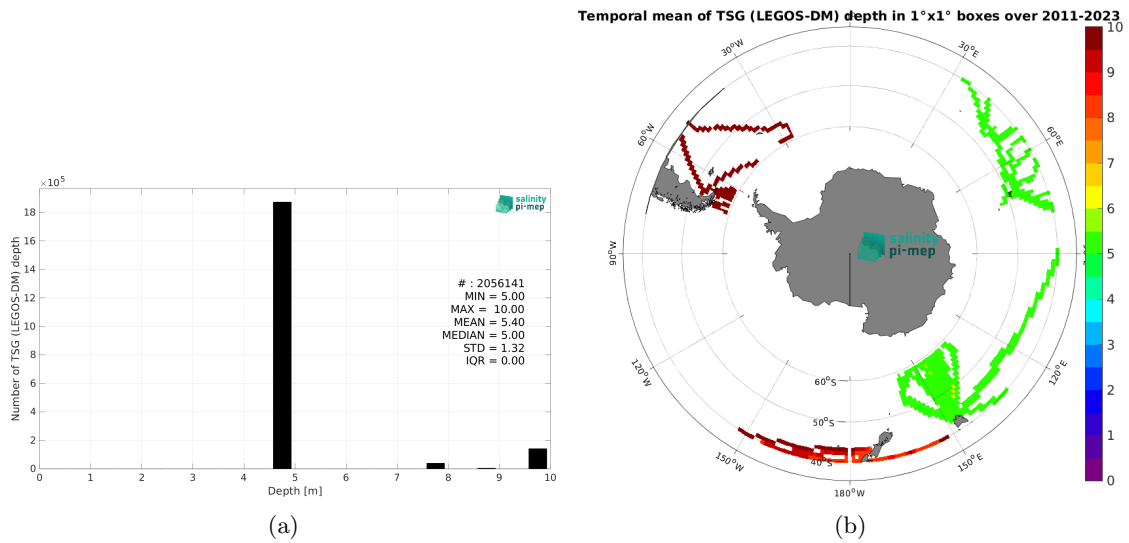 Temporal mean of TSG (LEGOS-DM) depth in 1°x1° boxes over 2011-2023
×10⁵
18
16
14
12
10
8
6
4
2
0
Number of TSG (LEGOS-DM) depth
salinity
pi-mep
# : 2056141
MIN = 5.00
MAX = 10.00
MEAN = 5.40
MEDIAN = 5.00
STD = 1.32
IQR = 0.00
0 1 2 3 4 5 6 7 8 9 10
Depth [m]
(a)
30°W
30°E
60°W
60°E
90°W
salinity
pi-mep
120°W
120°E
60°S
50°S
40°S
150°W
150°E
180°W
10
9
8
7
6
5
4
3
2
1
0
(b)